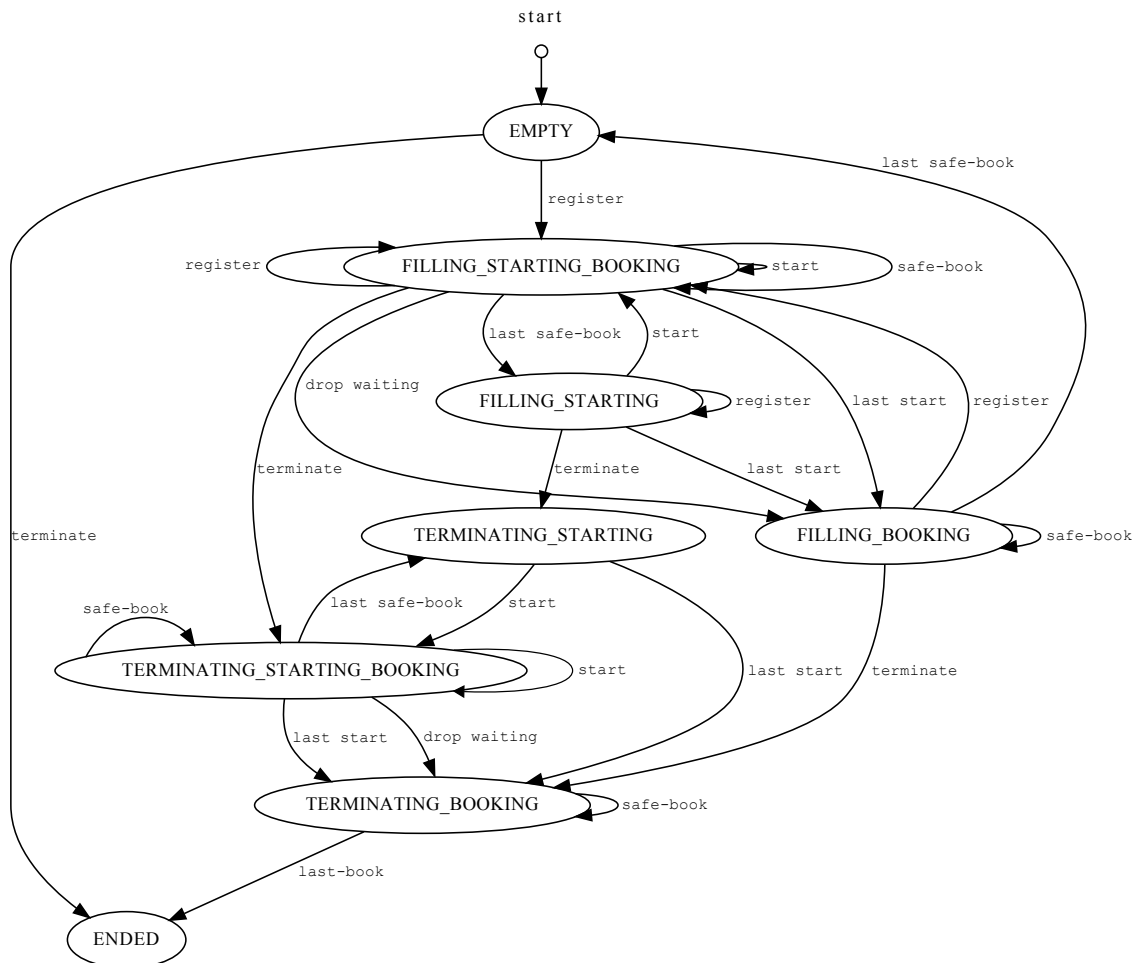 start
EMPTY
last safe-book
register
register
FILLING_STARTING_BOOKING
start
safe-book
last safe-book
start
drop waiting
FILLING_STARTING
register
last start
register
terminate
terminate
last start
terminate
TERMINATING_STARTING
FILLING_BOOKING
safe-book
safe-book
last safe-book
start
TERMINATING_STARTING_BOOKING
start
last start
terminate
last start
drop waiting
TERMINATING_BOOKING
safe-book
last-book
ENDED